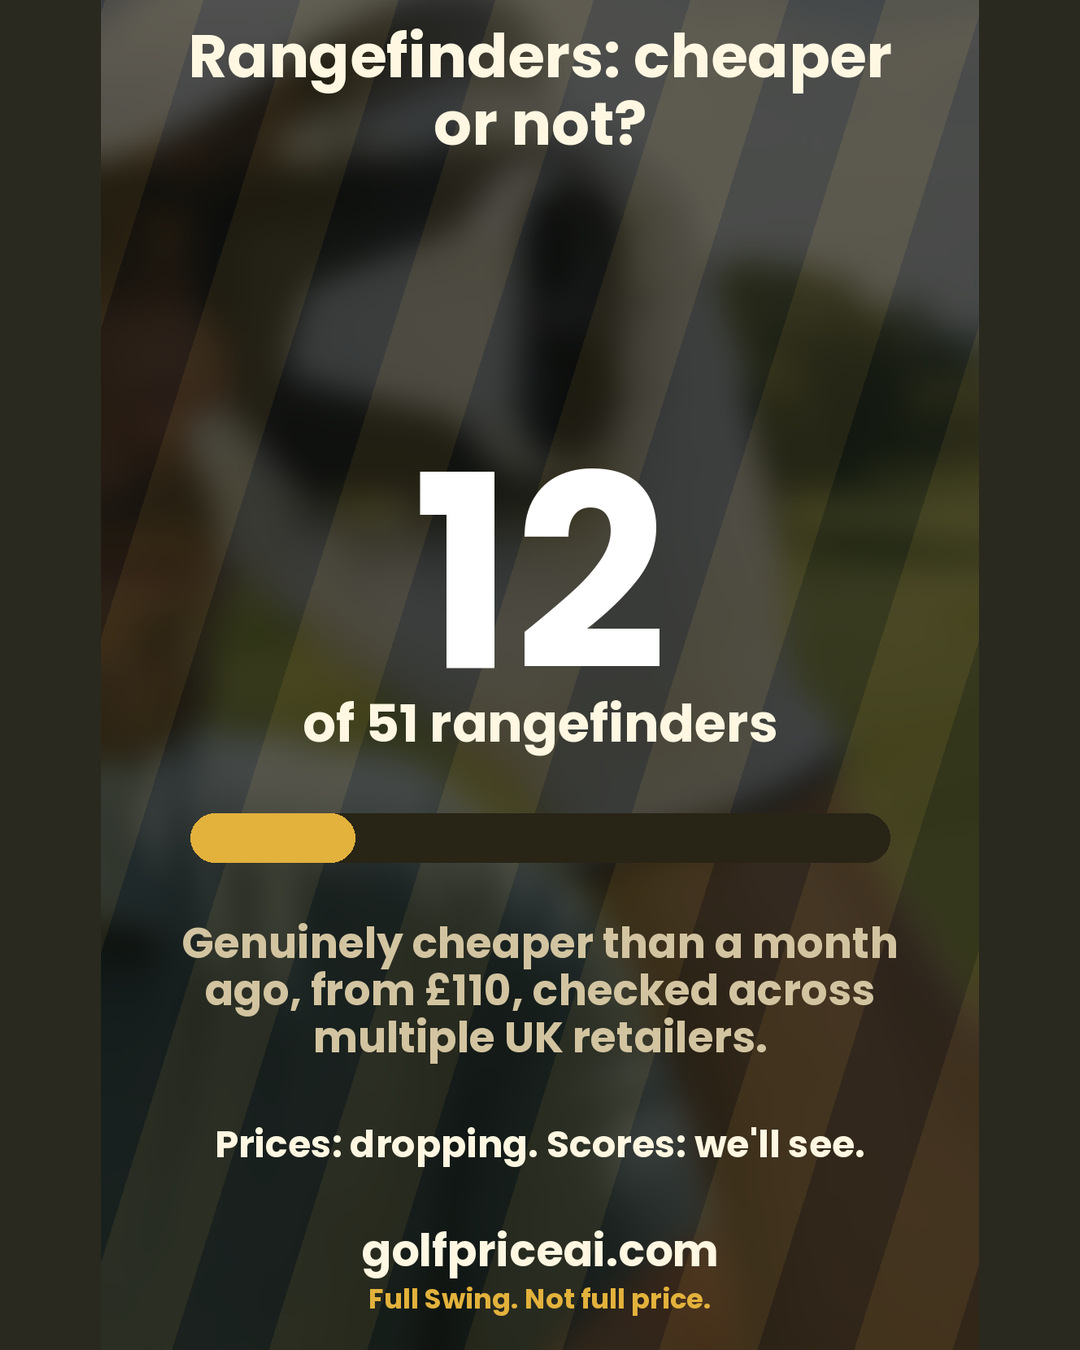 Rangefinders: cheaper
or not?
12
of 51 rangefinders
Genuinely cheaper than a month
ago, from £110, checked across
multiple UK retailers.
Prices: dropping. Scores: we'll see.
golfpriceai.com
Full Swing. Not full price.